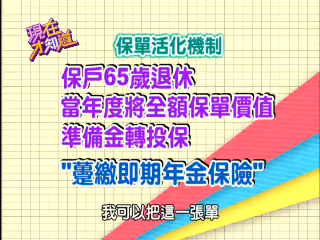 現在才知道
保單活化機制
保戶65歲退休
當年度將全額保單價值
準備金轉投保
"躉繳即期年金保險"
我可以把這一張單